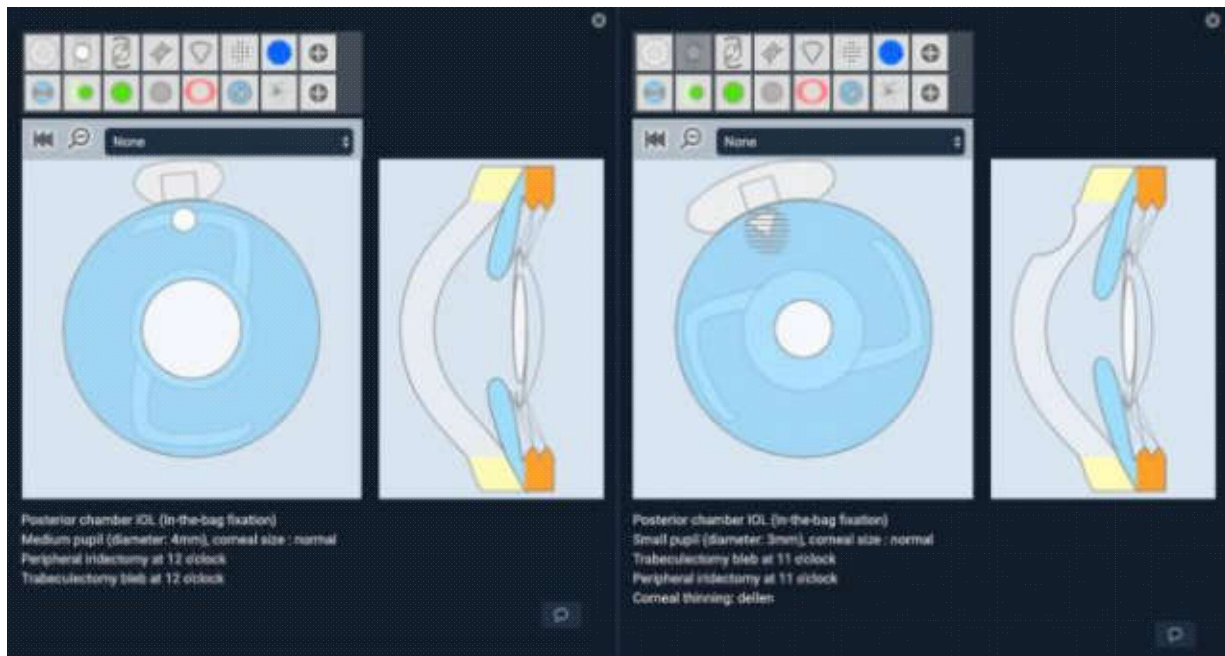 None
Posterior chamber IOL (In-the-bag fixation)
Medium pupil (diameter: 4mm), corneal size : normal
Peripheral iridectomy at 12 o'clock
Trabeculectomy bleb at 12 o'clock
None
Posterior chamber IOL (In-the-bag fixation)
Small pupil (diameter: 3mm), corneal size : normal
Trabeculectomy bleb at 11 o'clock
Peripheral iridectomy at 11 o'clock
Corneal thinning: dellen